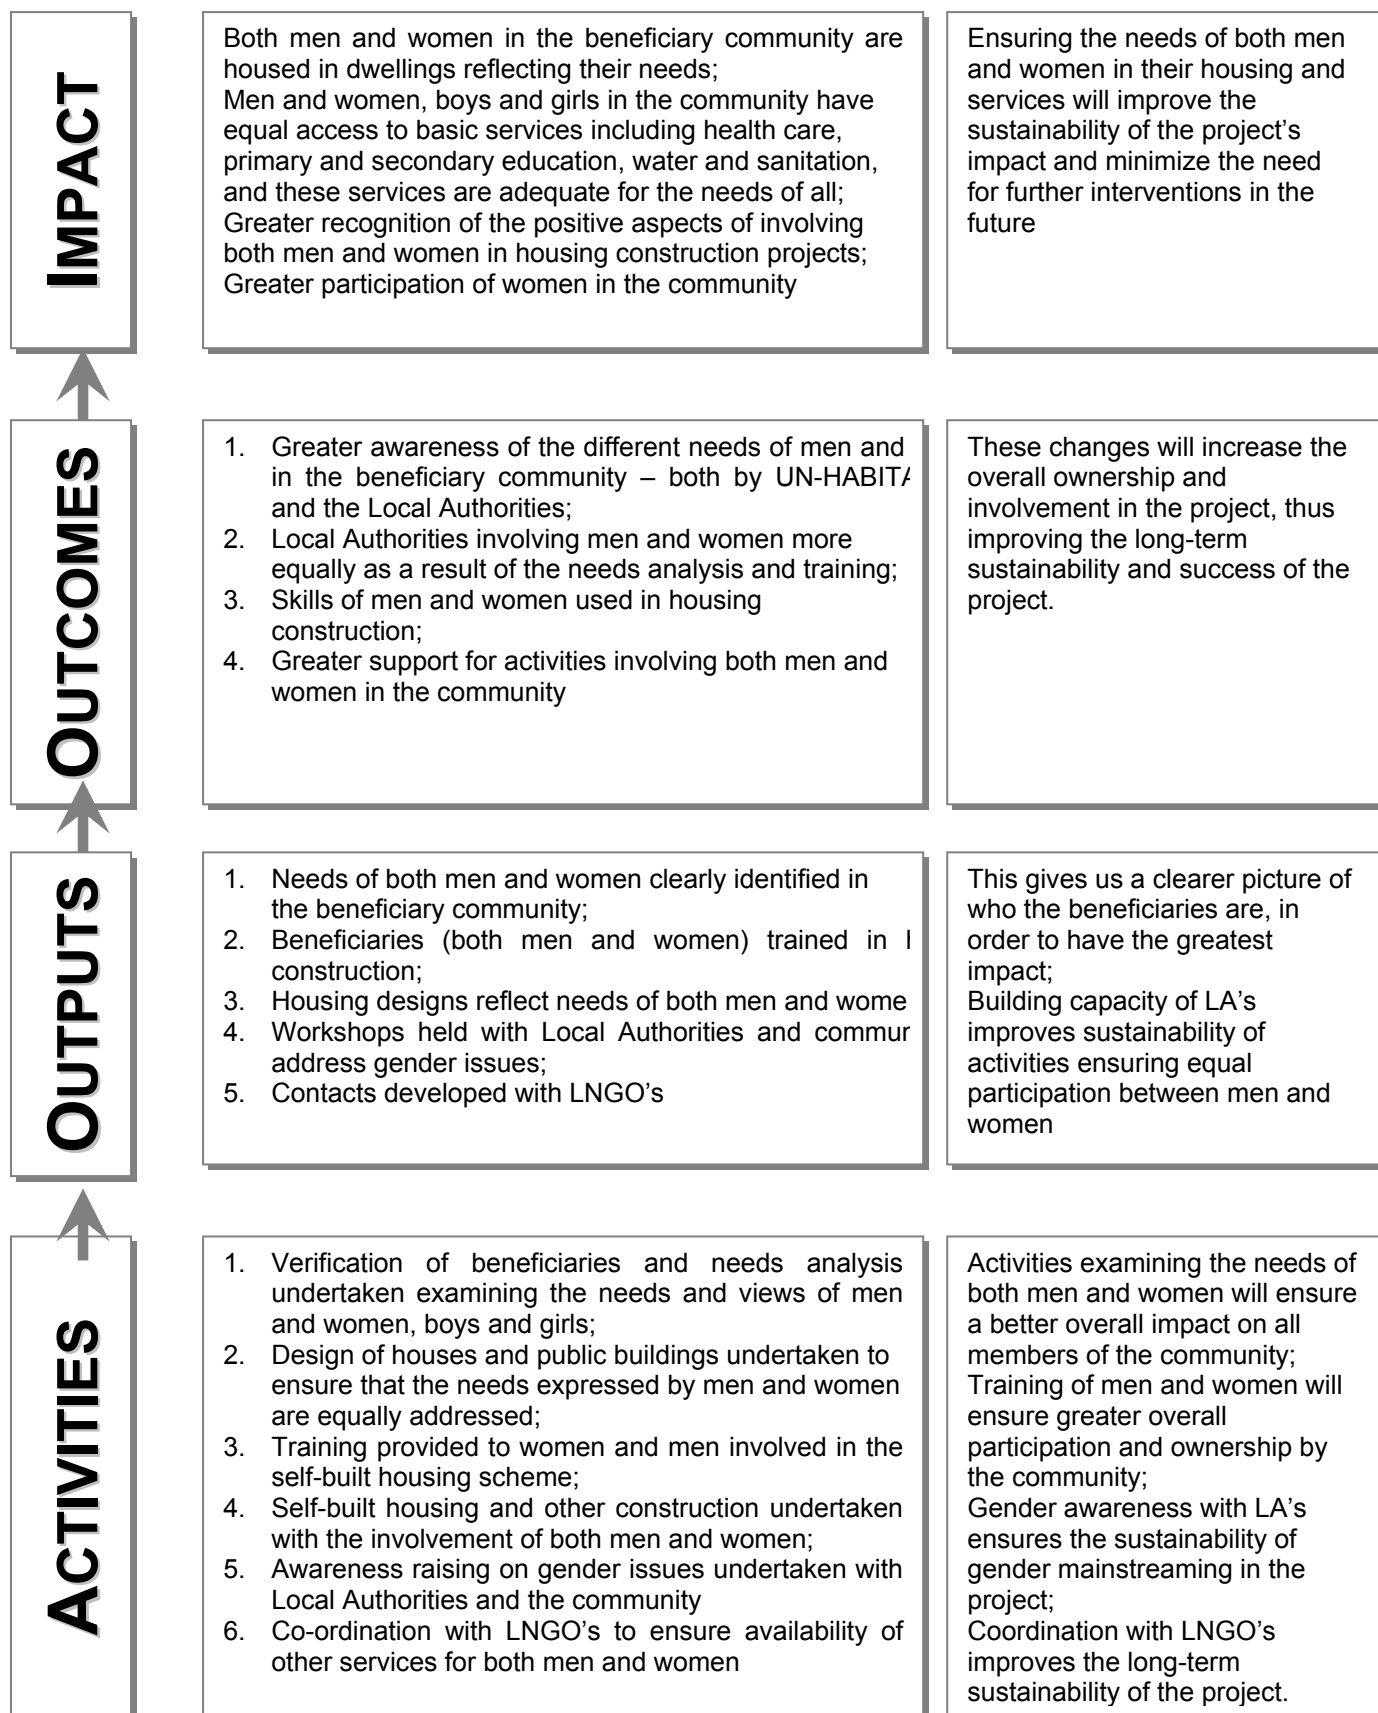 IMPACT
Both men and women in the beneficiary community are
housed in dwellings reflecting their needs;
Men and women, boys and girls in the community have
equal access to basic services including health care,
primary and secondary education, water and sanitation,
and these services are adequate for the needs of all;
Greater recognition of the positive aspects of involving
both men and women in housing construction projects;
Greater participation of women in the community
Ensuring the needs of both men
and women in their housing and
services will improve the
sustainability of the project’s
impact and minimize the need
for further interventions in the
future
OUTCOMES
1. Greater awareness of the different needs of men and
in the beneficiary community – both by UN-HABITA
and the Local Authorities;
2. Local Authorities involving men and women more
equally as a result of the needs analysis and training;
3. Skills of men and women used in housing
construction;
4. Greater support for activities involving both men and
women in the community
These changes will increase the
overall ownership and
involvement in the project, thus
improving the long-term
sustainability and success of the
project.
OUTPUTS
1. Needs of both men and women clearly identified in
the beneficiary community;
2. Beneficiaries (both men and women) trained in
construction;
3. Housing designs reflect needs of both men and wome
4. Workshops held with Local Authorities and commun
address gender issues;
5. Contacts developed with LNGO’s
This gives us a clearer picture of
who the beneficiaries are, in
order to have the greatest
impact;
Building capacity of LA’s
improves sustainability of
activities ensuring equal
participation between men and
women
ACTIVITIES
1. Verification of beneficiaries and needs analysis
undertaken examining the needs and views of men
and women, boys and girls;
2. Design of houses and public buildings undertaken to
ensure that the needs expressed by men and women
are equally addressed;
3. Training provided to women and men involved in the
self-built housing scheme;
4. Self-built housing and other construction undertaken
with the involvement of both men and women;
5. Awareness raising on gender issues undertaken with
Local Authorities and the community
6. Co-ordination with LNGO’s to ensure availability of
other services for both men and women
Activities examining the needs of
both men and women will ensure
a better overall impact on all
members of the community;
Training of men and women will
ensure greater overall
participation and ownership by
the community;
Gender awareness with LA’s
ensures the sustainability of
gender mainstreaming in the
project;
Coordination with LNGO’s
improves the long-term
sustainability of the project.